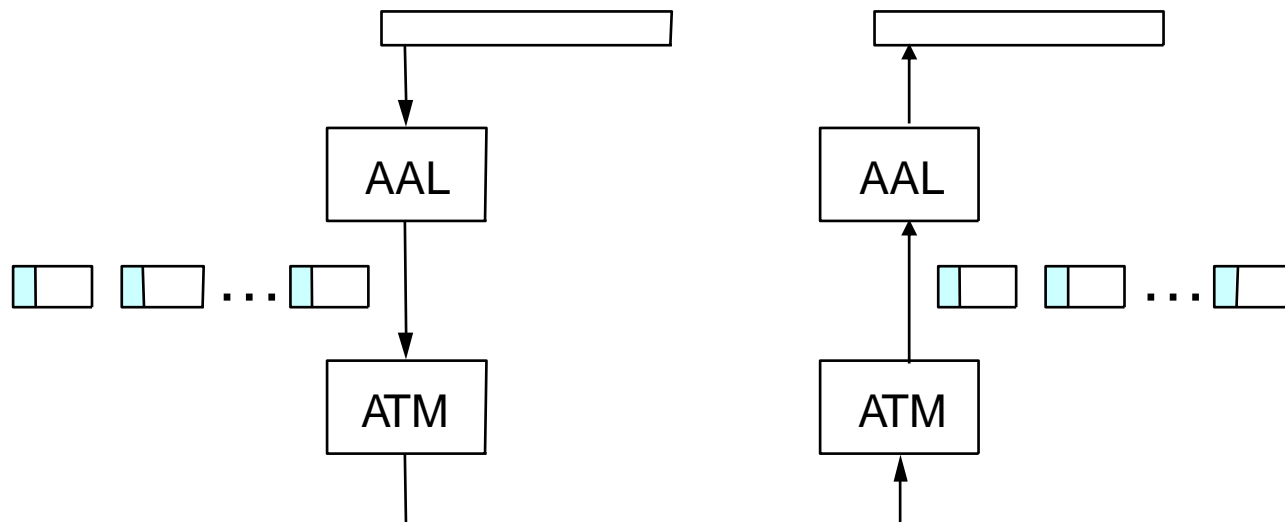 AAL
AAL
. . .
. . .
ATM
ATM